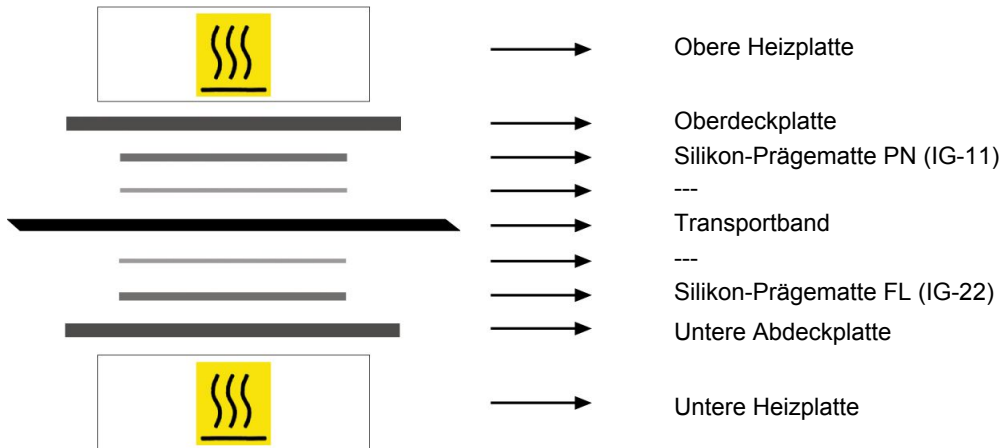 Obere Heizplatte
Oberdeckplatte
Silikon-Prägematte PN (IG-11)
---
Transportband
---
Silikon-Prägematte FL (IG-22)
Untere Abdeckplatte
Untere Heizplatte